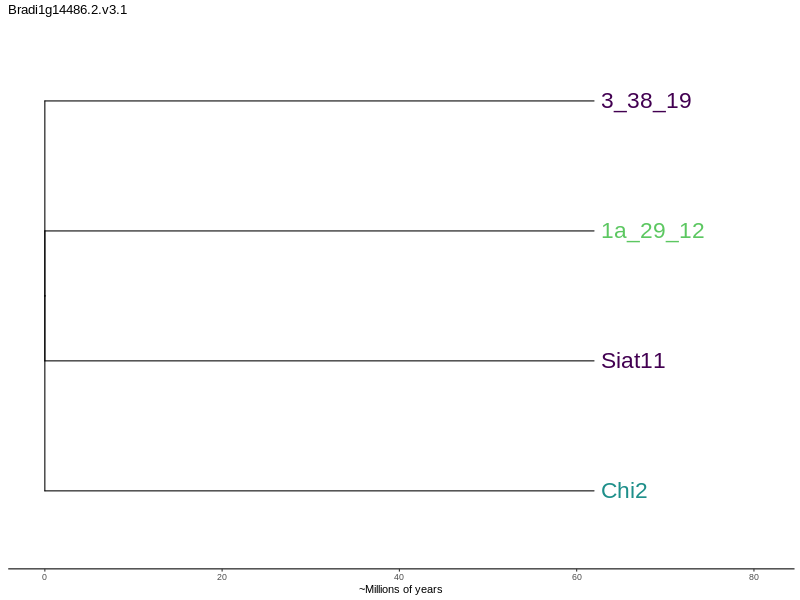 Bradi1g14486.2.v3.1
3_38_19
1a_29_12
Siat11
Chi2
0 20 40 60 80
~Millions of years